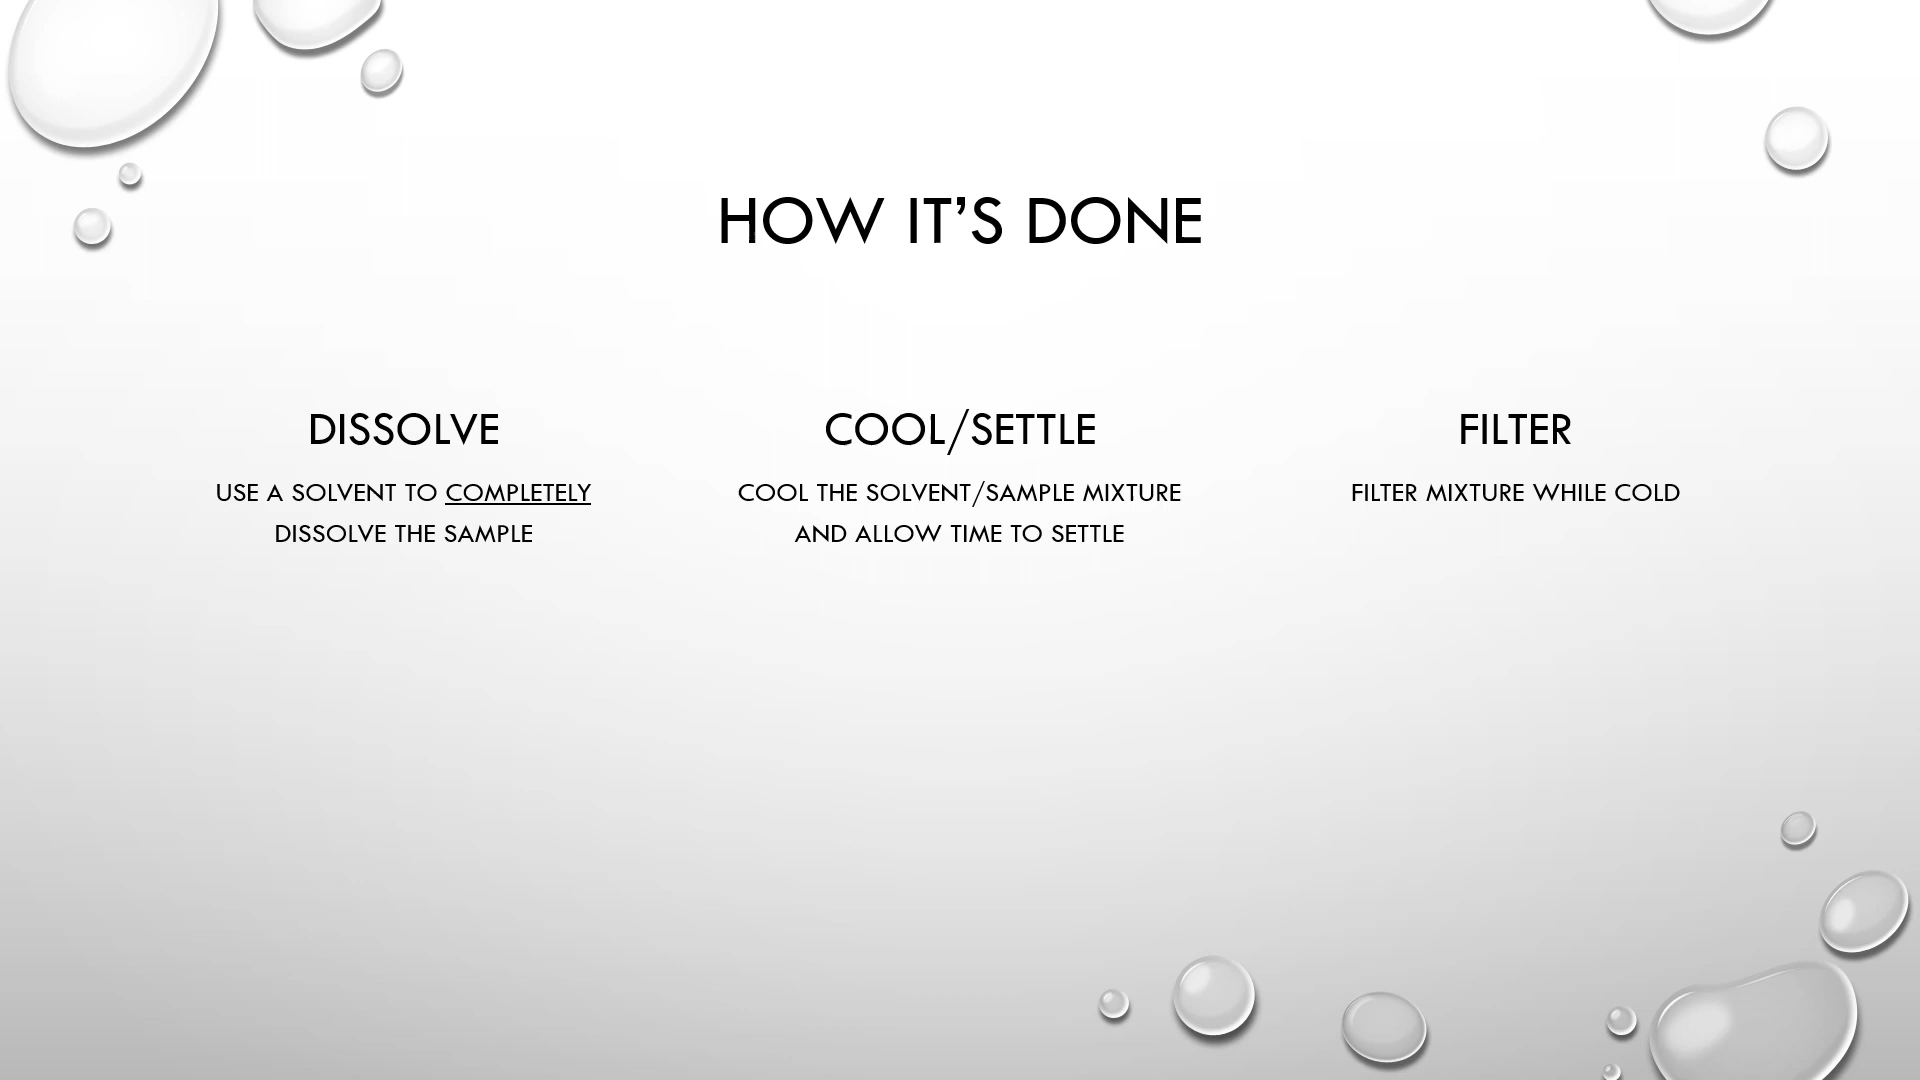 HOW IT’S DONE
DISSOLVE
USE A SOLVENT TO COMPLETELY
DISSOLVE THE SAMPLE
COOL/SETTLE
COOL THE SOLVENT/SAMPLE MIXTURE
AND ALLOW TIME TO SETTLE
FILTER
FILTER MIXTURE WHILE COLD